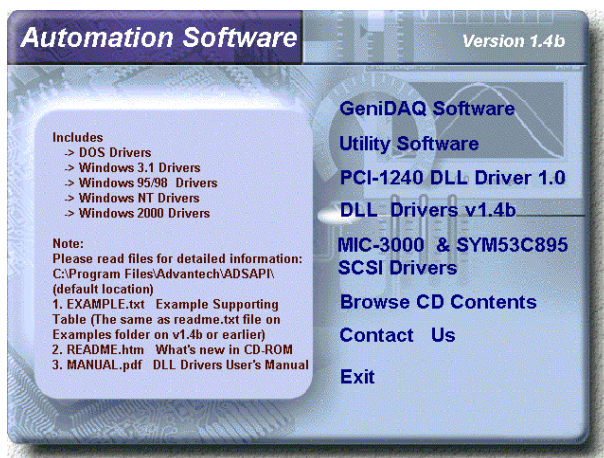 Automation Software
Version 1.4b
Includes
-> DOS Drivers
-> Windows 3.1 Drivers
-> Windows 95/98 Drivers
-> Windows NT Drivers
-> Windows 2000 Drivers
Note:
Please read files for detailed information:
C:\Program Files\Advantech\ADSAPI\
(default location)
1. EXAMPLE.txt Example Supporting
Table (The same as readme.txt file on
Examples folder on v1.4b or earlier)
2. README.htm What's new in CD-ROM
3. MANUAL.pdf DLL Drivers User's Manual
GeniDAQ Software
Utility Software
PCI-1240 DLL Driver 1.0
DLL Drivers v1.4b
MIC-3000 & SYM53C895
SCSI Drivers
Browse CD Contents
Contact Us
Exit